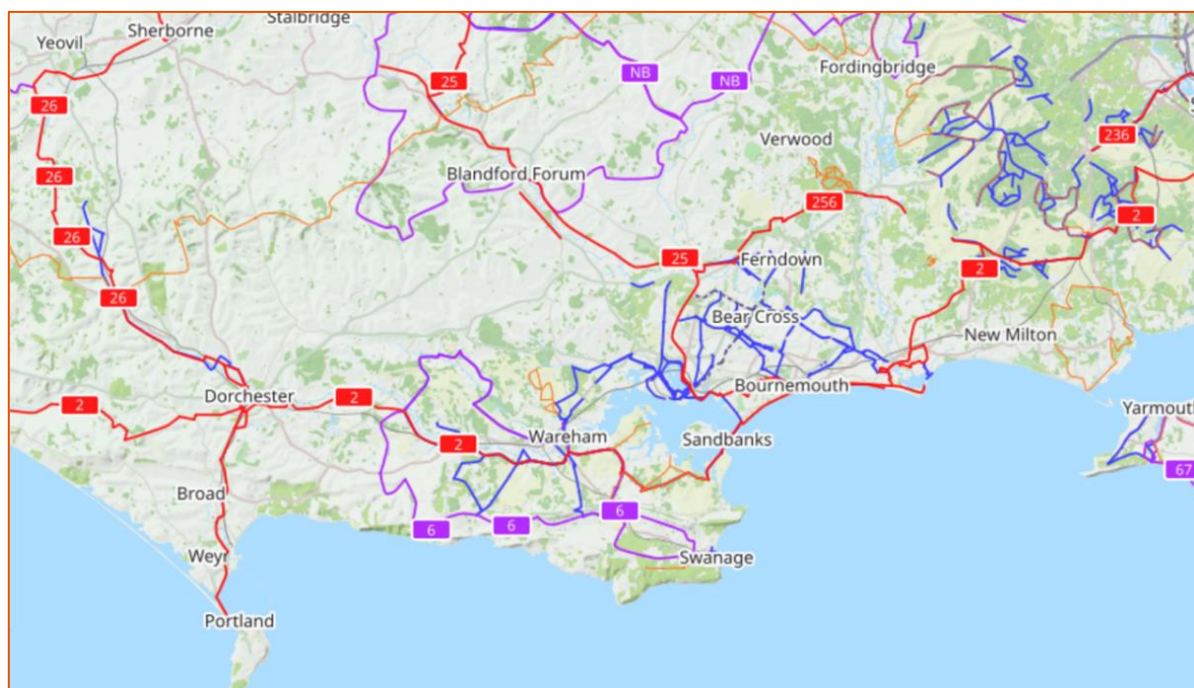 Stalbridge
Sherborne
Yeovil
25
NB
NB
Fordingbridge
26
236
Verwood
26
Blandford Forum
256
2
26
25
Ferndown
2
26
Bear Cross
New Milton
Bournemouth
Dorchester
2
2
Yarmouth
Wareham
Sandbanks
2
67
Broad
6
6
6
Weyr
Swanage
Portland